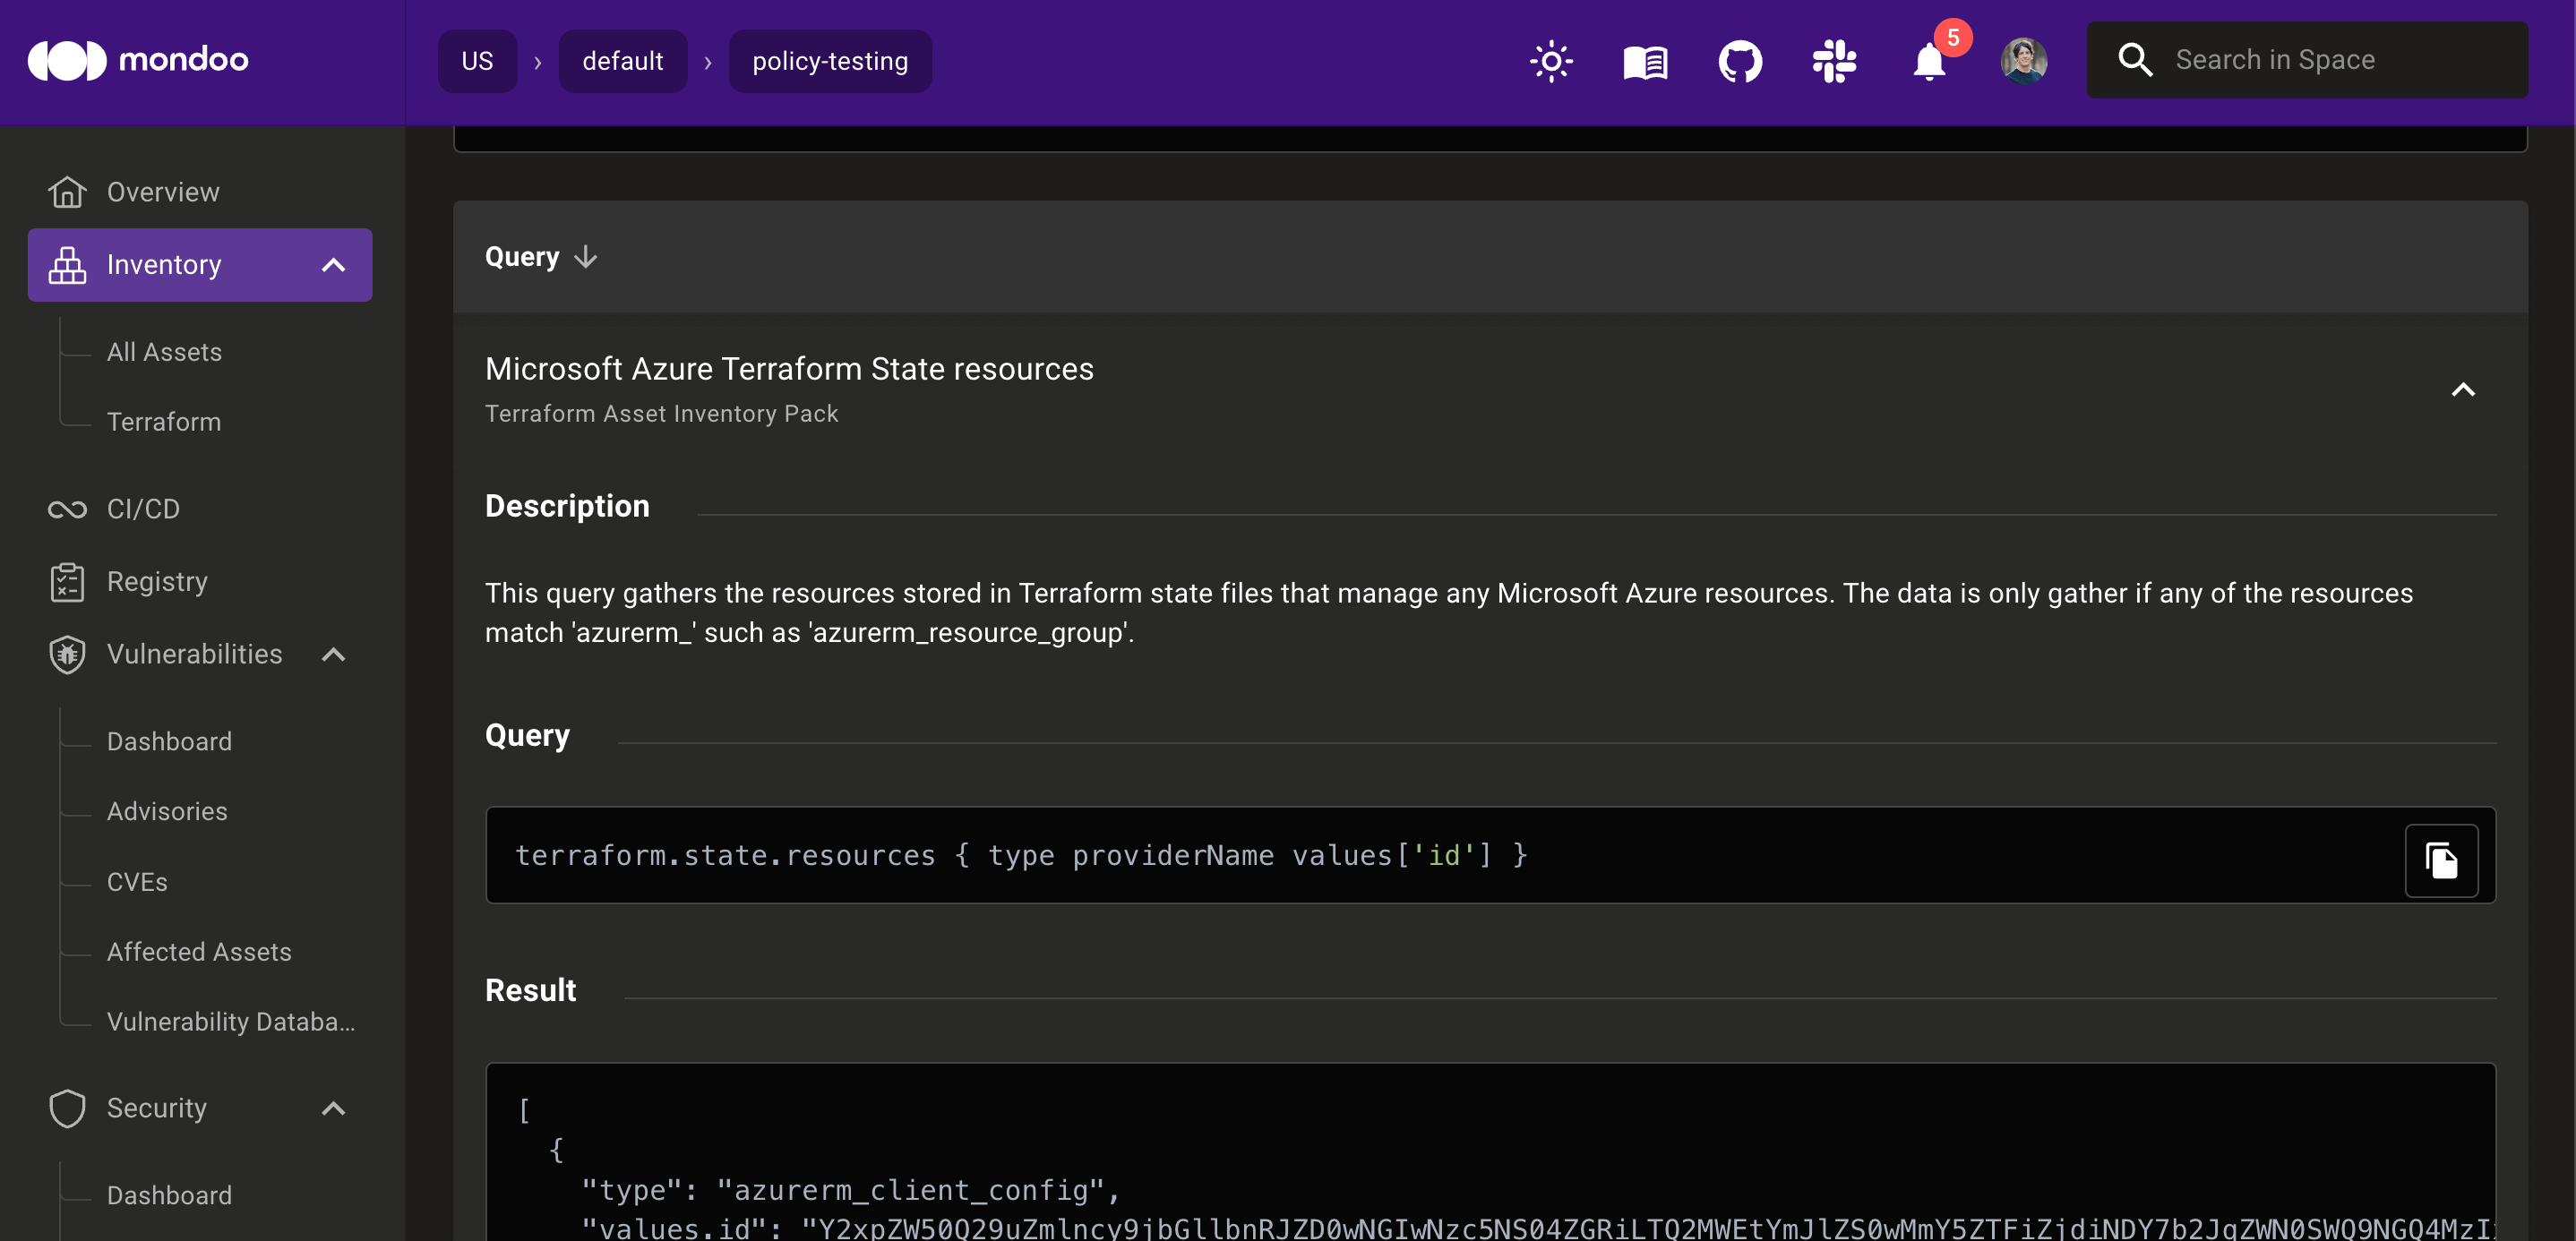 mondoo
US › default › policy-testing
5
Search in Space
Overview
Inventory
All Assets
Terraform
CI/CD
Registry
Vulnerabilities
Dashboard
Advisories
CVEs
Affected Assets
Vulnerability Databa...
Security
Dashboard
Query
Microsoft Azure Terraform State resources
Terraform Asset Inventory Pack
Description
This query gathers the resources stored in Terraform state files that manage any Microsoft Azure resources. The data is only gather if any of the resources
match 'azurerm_' such as 'azurerm_resource_group'.
Query
terraform.state.resources { type providerName values['id'] }
Result
[
{
"type": "azurerm_client_config",
"values.id":